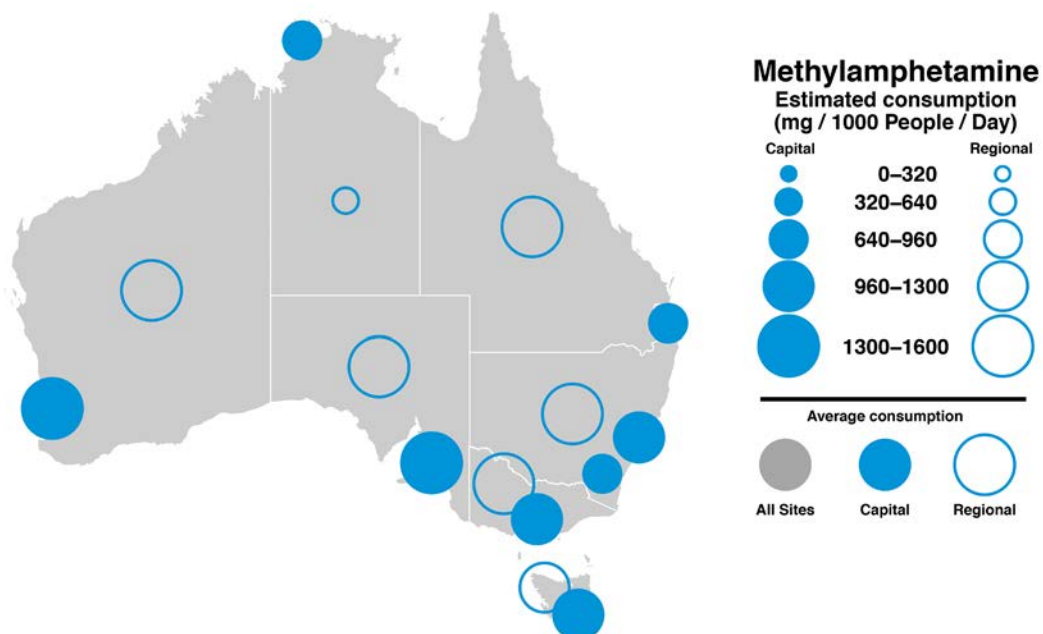 Methylamphetamine
Estimated consumption
(mg / 1000 People / Day)
Capital
Regional
0–320
320–640
640–960
960–1300
1300–1600
Average consumption
All Sites
Capital
Regional